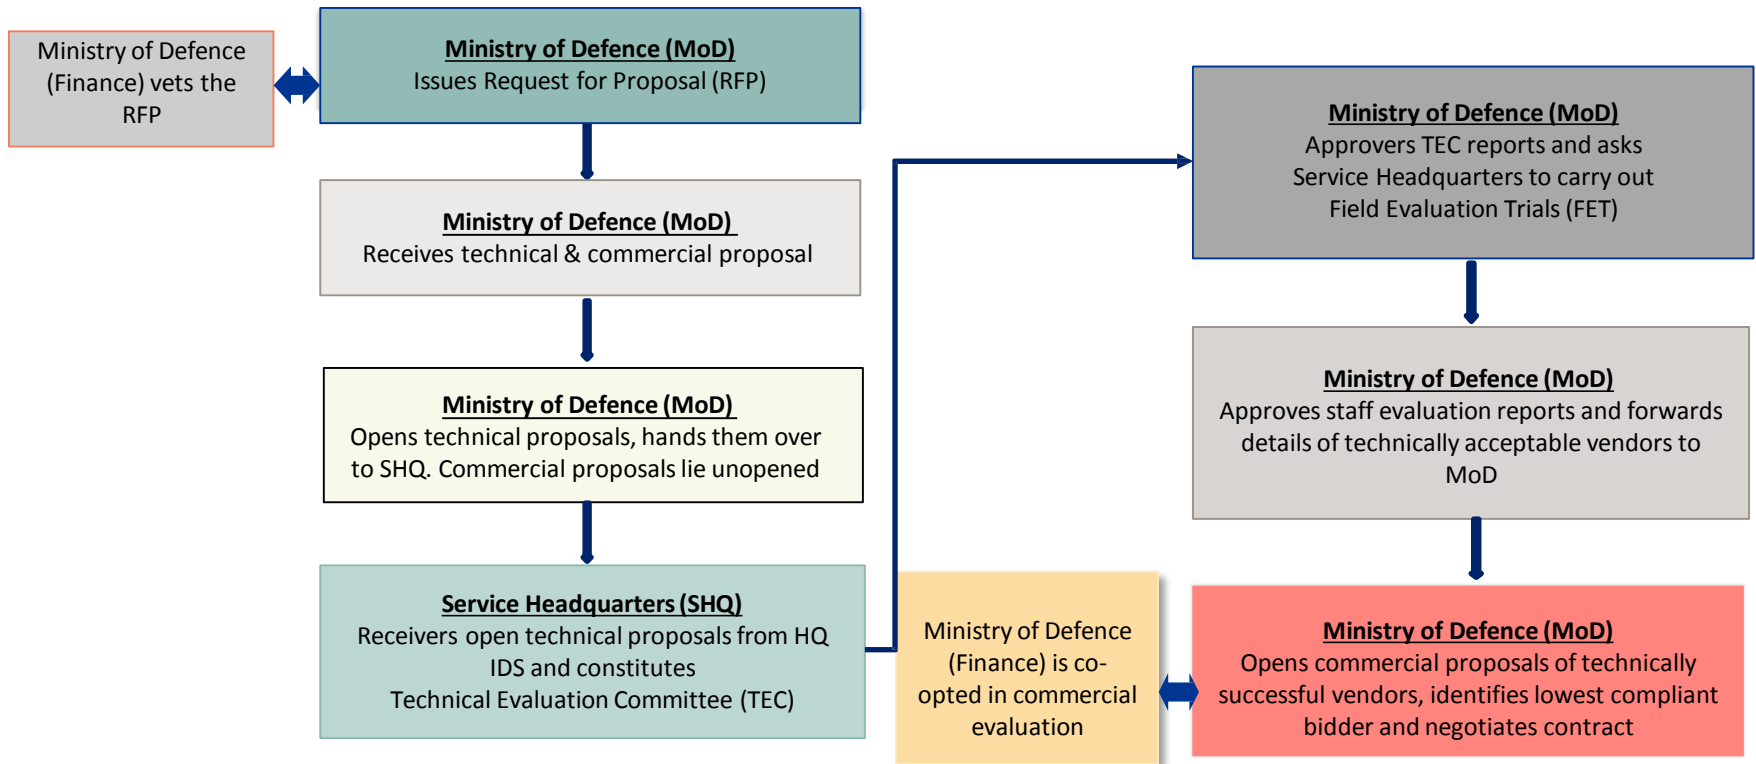 Ministry of Defence
(Finance) vets the
RFP
Ministry of Defence (MoD)
Issues Request for Proposal (RFP)
Ministry of Defence (MoD)
Receives technical & commercial proposal
Ministry of Defence (MoD)
Opens technical proposals, hands them over
to SHQ. Commercial proposals lie unopened
Service Headquarters (SHQ)
Receivers open technical proposals from HQ
IDS and constitutes
Technical Evaluation Committee (TEC)
Ministry of Defence (MoD)
Approvers TEC reports and asks
Service Headquarters to carry out
Field Evaluation Trials (FET)
Ministry of Defence (MoD)
Approves staff evaluation reports and forwards
details of technically acceptable vendors to
MoD
Ministry of Defence (MoD)
Opens commercial proposals of technically
successful vendors, identifies lowest compliant
bidder and negotiates contract
Ministry of Defence
(Finance) is co-
opted in commercial
evaluation